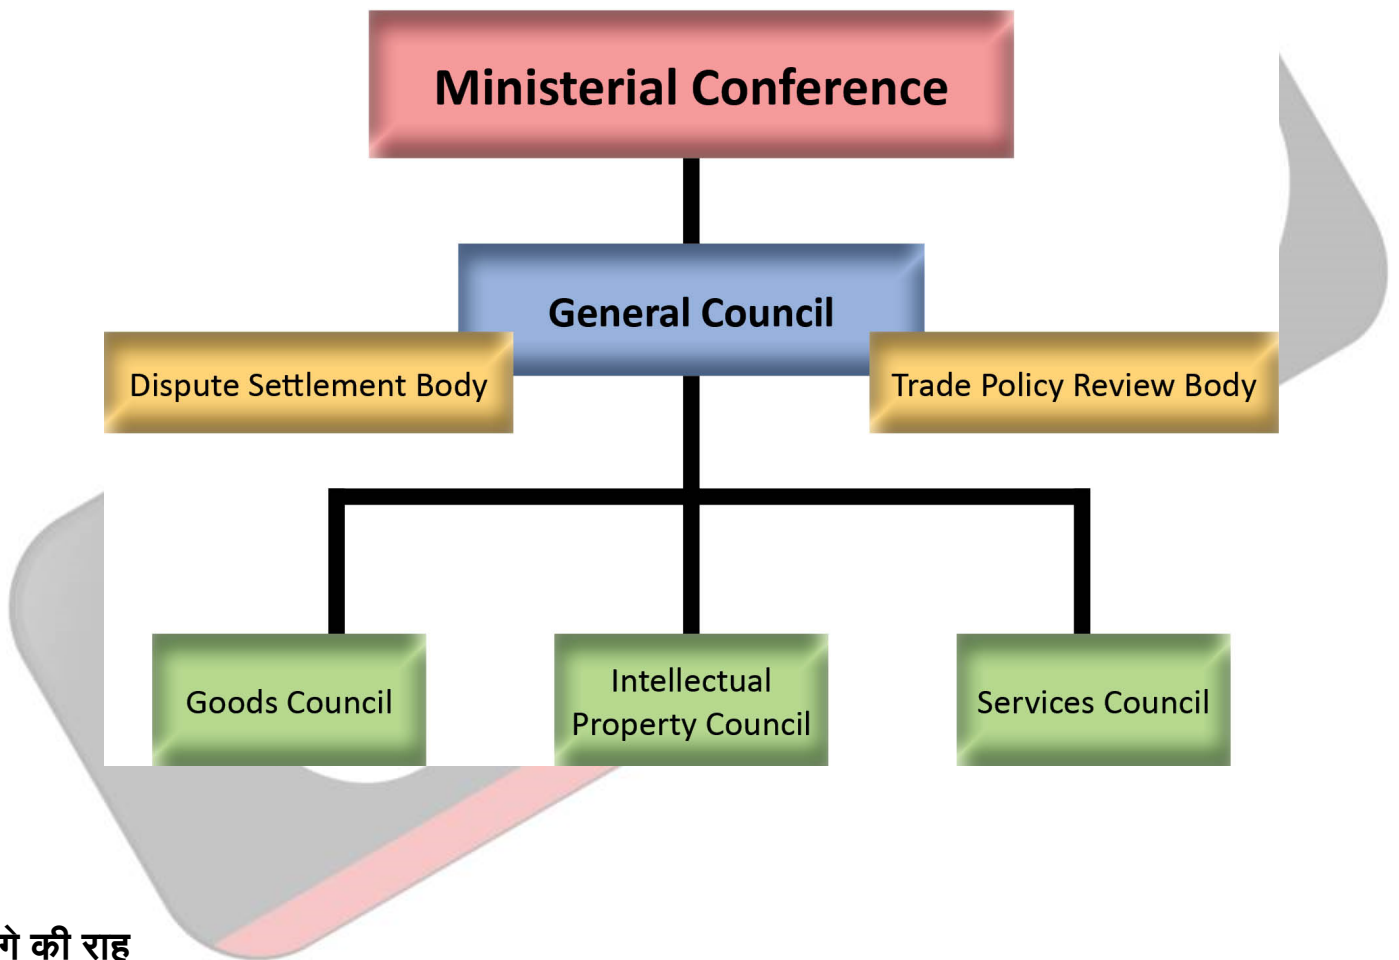 Ministerial Conference
General Council
Dispute Settlement Body
Trade Policy Review Body
Goods Council
Intellectual
Property Council
Services Council
की राह